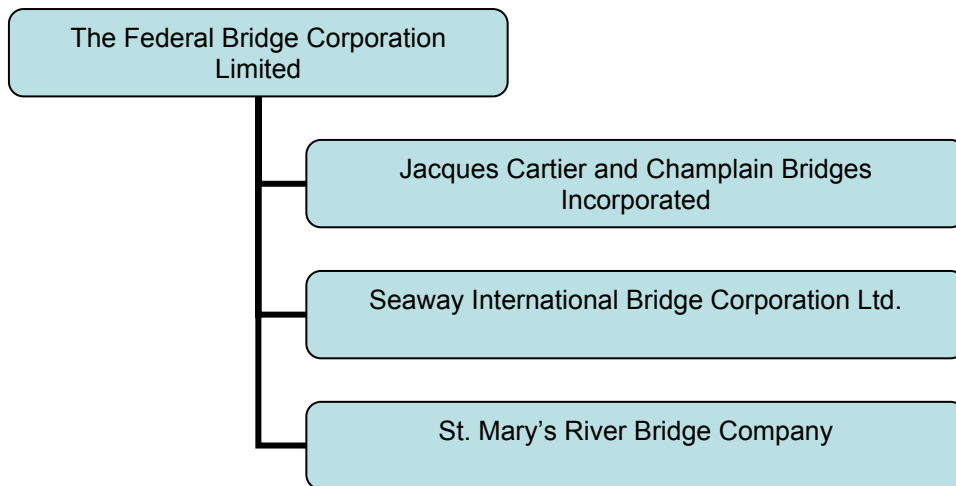 The Federal Bridge Corporation
Limited
Jacques Cartier and Champlain Bridges
Incorporated
Seaway International Bridge Corporation Ltd.
St. Mary’s River Bridge Company